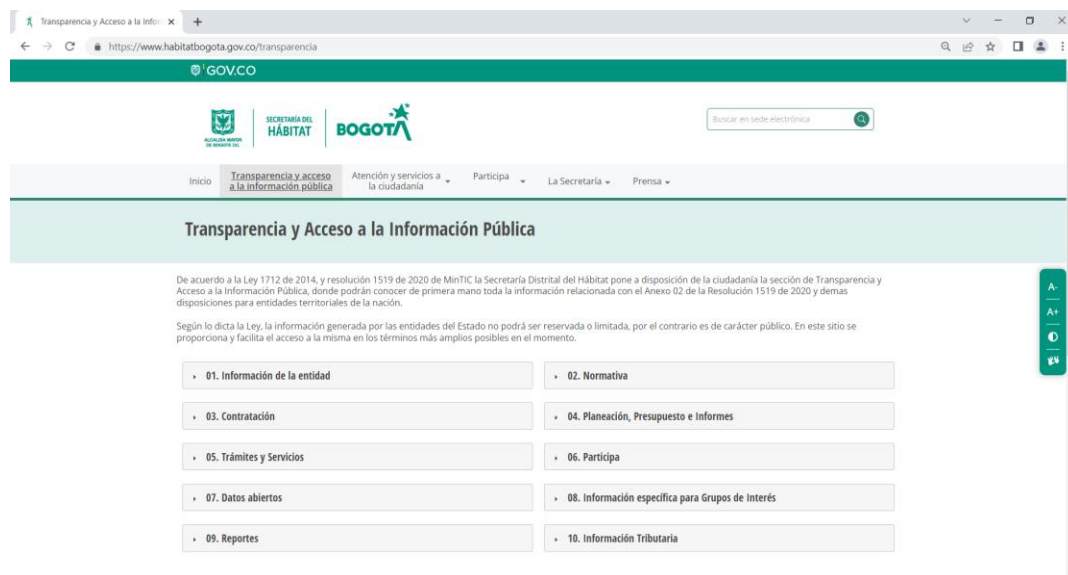 Transparencia y Acceso a la Infor
https://www.habitatbogota.gov.co/transparencia
GOV.CO
ALCALDÍA MAYOR
DE BOGOTÁ D.C.
SECRETARÍA DEL
HÁBITAT
BOGOTÁ
Buscar en sede electrónica
Inicio
Transparencia y acceso
a la información pública
Atención y servicios a
la ciudadanía
Participa
La Secretaría
Prensa
Transparencia y Acceso a la Información Pública
De acuerdo a la Ley 1712 de 2014, y resolución 1519 de 2020 de MinTIC la Secretaría Distrital del Hábitat pone a disposición de la ciudadanía la sección de Transparencia y
Acceso a la Información Pública, donde podrán conocer de primera mano toda la información relacionada con el Anexo 02 de la Resolución 1519 de 2020 y demas
disposiciones para entidades territoriales de la nación.
Según lo dicta la Ley, la información generada por las entidades del Estado no podrá ser reservada o limitada, por el contrario es de carácter público. En este sitio se
proporciona y facilita el acceso a la misma en los términos más amplios posibles en el momento.
01. Información de la entidad
02. Normativa
03. Contratación
04. Planeación, Presupuesto e Informes
05. Trámites y Servicios
06. Participa
07. Datos abiertos
08. Información específica para Grupos de Interés
09. Reportes
10. Información Tributaria
A-
A+